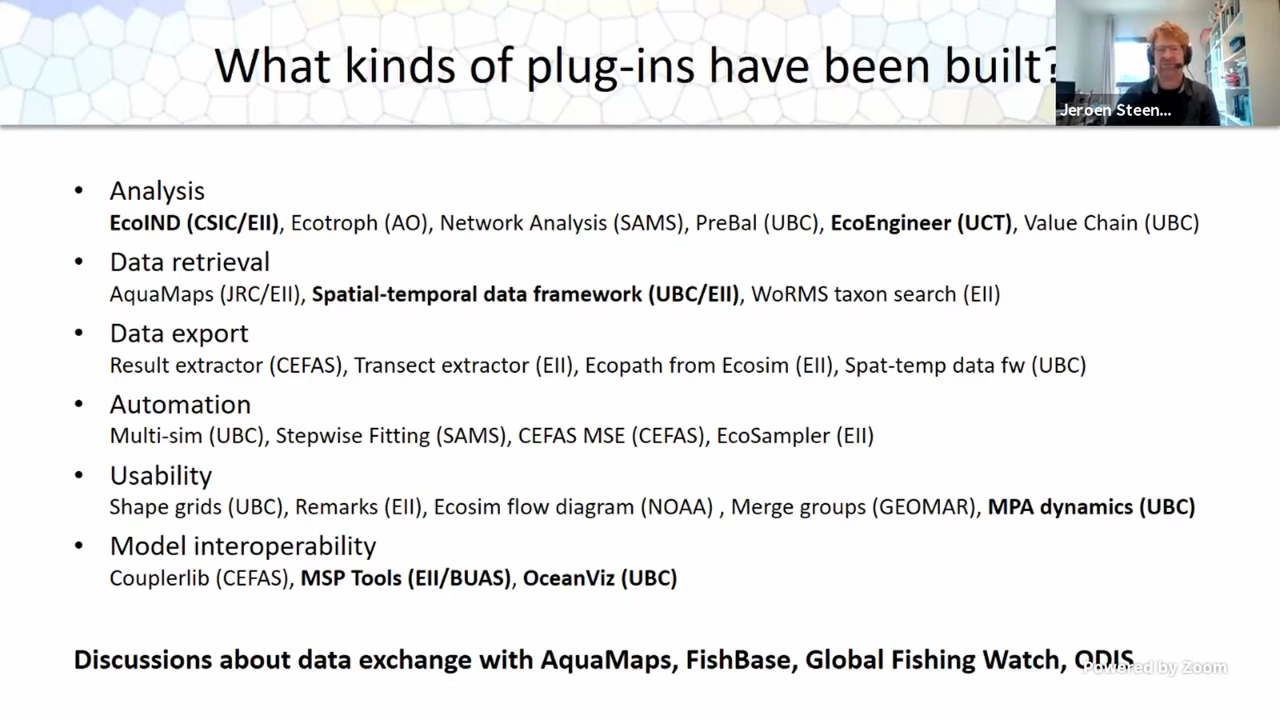 What kinds of plug-ins have been built?
Jeroen Steen...
• Analysis
EcoIND (CSIC/EII), Ecotroph (AO), Network Analysis (SAMS), PreBal (UBC), EcoEngineer (UCT), Value Chain (UBC)
• Data retrieval
AquaMaps (JRC/EII), Spatial-temporal data framework (UBC/EII), WoRMS taxon search (EII)
• Data export
Result extractor (CEFAS), Transect extractor (EII), Ecopath from Ecosim (EII), Spat-temp data fw (UBC)
• Automation
Multi-sim (UBC), Stepwise Fitting (SAMS), CEFAS MSE (CEFAS), EcoSampler (EII)
• Usability
Shape grids (UBC), Remarks (EII), Ecosim flow diagram (NOAA) , Merge groups (GEOMAR), MPA dynamics (UBC)
• Model interoperability
Couplerlib (CEFAS), MSP Tools (EII/BUAS), OceanViz (UBC)
Discussions about data exchange with AquaMaps, FishBase, Global Fishing Watch, ODIS
Powered by Zoom